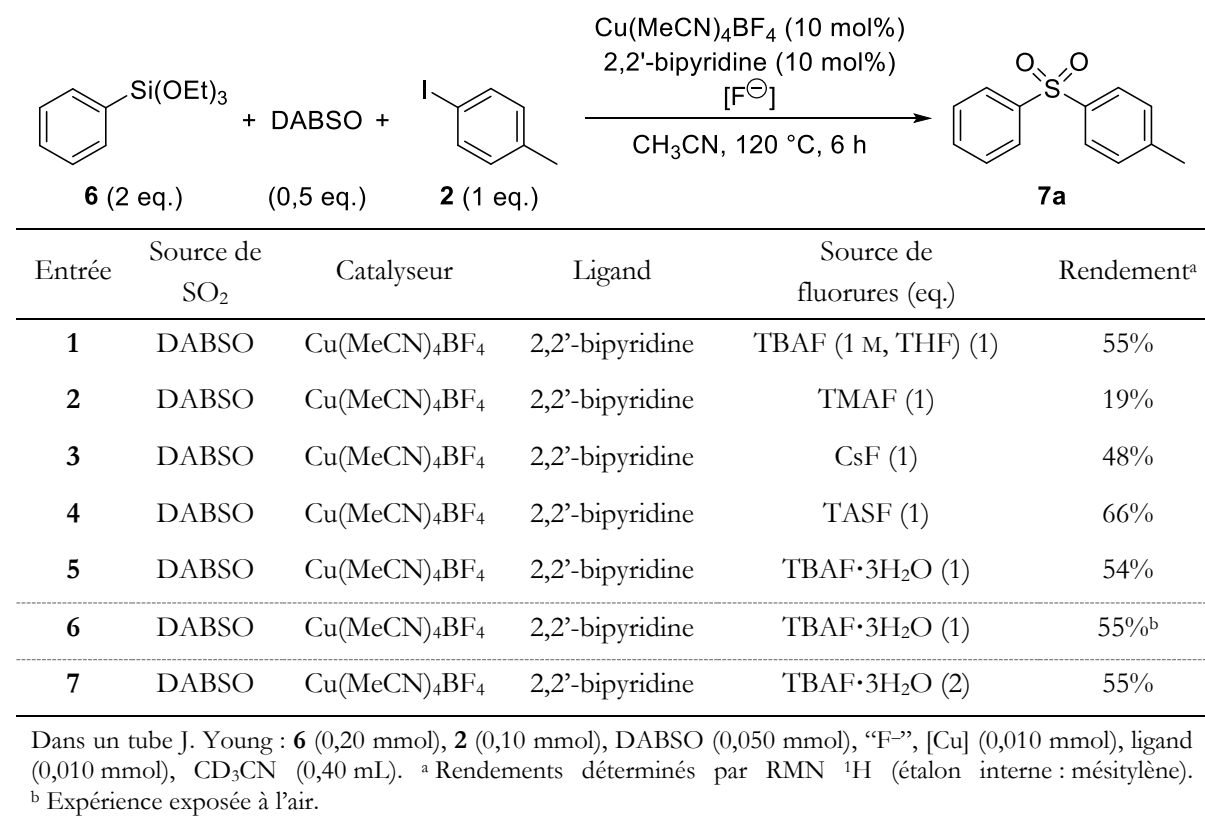 Cu(MeCN)4BF4 (10 mol%)
2,2'-bipyridine (10 mol%)
[F⊖]
Si(OEt)3 + DABSO + I O O S
CH3CN, 120 °C, 6 h
6 (2 eq.) (0,5 eq.) 2 (1 eq.) 7a
Entrée Source de SO2 Catalyseur Ligand Source de fluorures (eq.) Rendementᵃ
1 DABSO Cu(MeCN)4BF4 2,2’-bipyridine TBAF (1 M, THF) (1) 55%
2 DABSO Cu(MeCN)4BF4 2,2’-bipyridine TMAF (1) 19%
3 DABSO Cu(MeCN)4BF4 2,2’-bipyridine CsF (1) 48%
4 DABSO Cu(MeCN)4BF4 2,2’-bipyridine TASF (1) 66%
5 DABSO Cu(MeCN)4BF4 2,2’-bipyridine TBAF·3H2O (1) 54%
6 DABSO Cu(MeCN)4BF4 2,2’-bipyridine TBAF·3H2O (1) 55%ᵇ
7 DABSO Cu(MeCN)4BF4 2,2’-bipyridine TBAF·3H2O (2) 55%
Dans un tube J. Young : 6 (0,20 mmol), 2 (0,10 mmol), DABSO (0,050 mmol), “F⁻”, [Cu] (0,010 mmol), ligand
(0,010 mmol), CD3CN (0,40 mL). ᵃ Rendements déterminés par RMN ¹H (étalon interne : mésitylène).
ᵇ Expérience exposée à l’air.